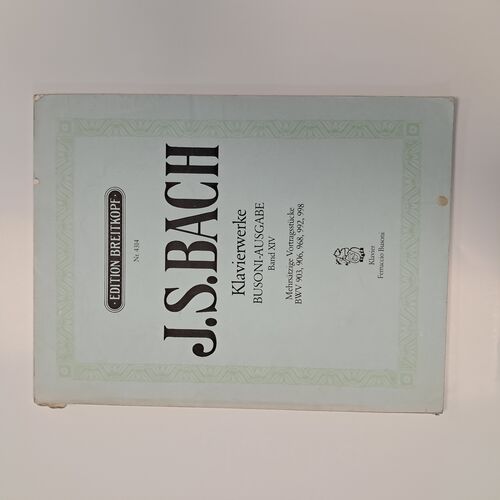 EDITION BREITKOPF
Nr. 4314
J.S.BACH
Klavierwerke
BUSONI-AUSGABE
Band XIV
Mehrsätzige Vortragsstücke
BWV 903, 906, 968, 992, 998
Klavier
Ferruccio Busoni